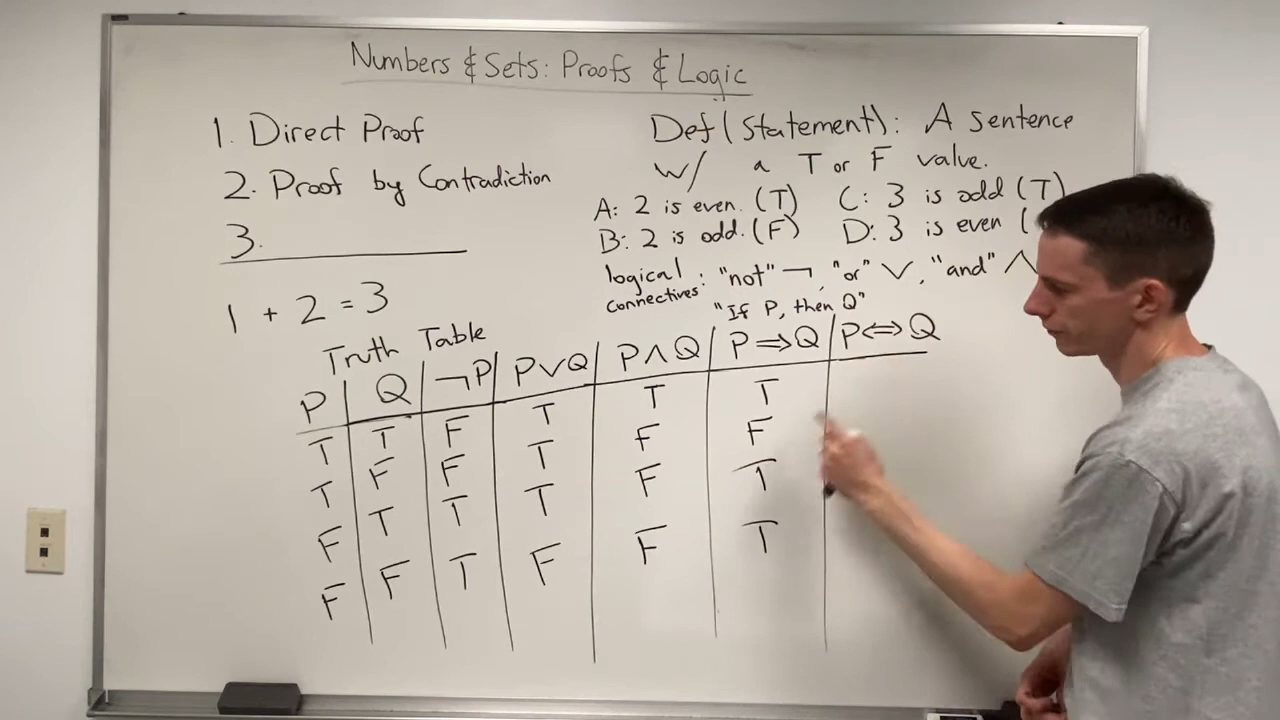 Numbers & Sets: Proofs & Logic
1. Direct Proof
2. Proof by Contradiction
3.
1 + 2 = 3
Def (Statement): A sentence
w/ a T or F value.
A: 2 is even. (T) C: 3 is odd (T)
B: 2 is odd. (F) D: 3 is even (
logical connectives: "not" ¬, "or" ∨, "and" ∧
"If P, then Q"
Truth Table
P Q ¬P P∨Q P∧Q P⇒Q P⇔Q
T T F T T T
T F F T F F
F T T T F T
F F T F F T